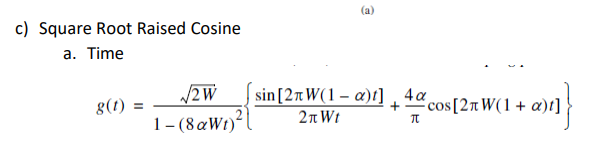 (a)
c) Square Root Raised Cosine
a. Time
g(t) = √2W / 1 – (8αWt)² { sin[2πW(1 – α)t] / 2πWt + 4α / π cos[2πW(1 + α)t] }